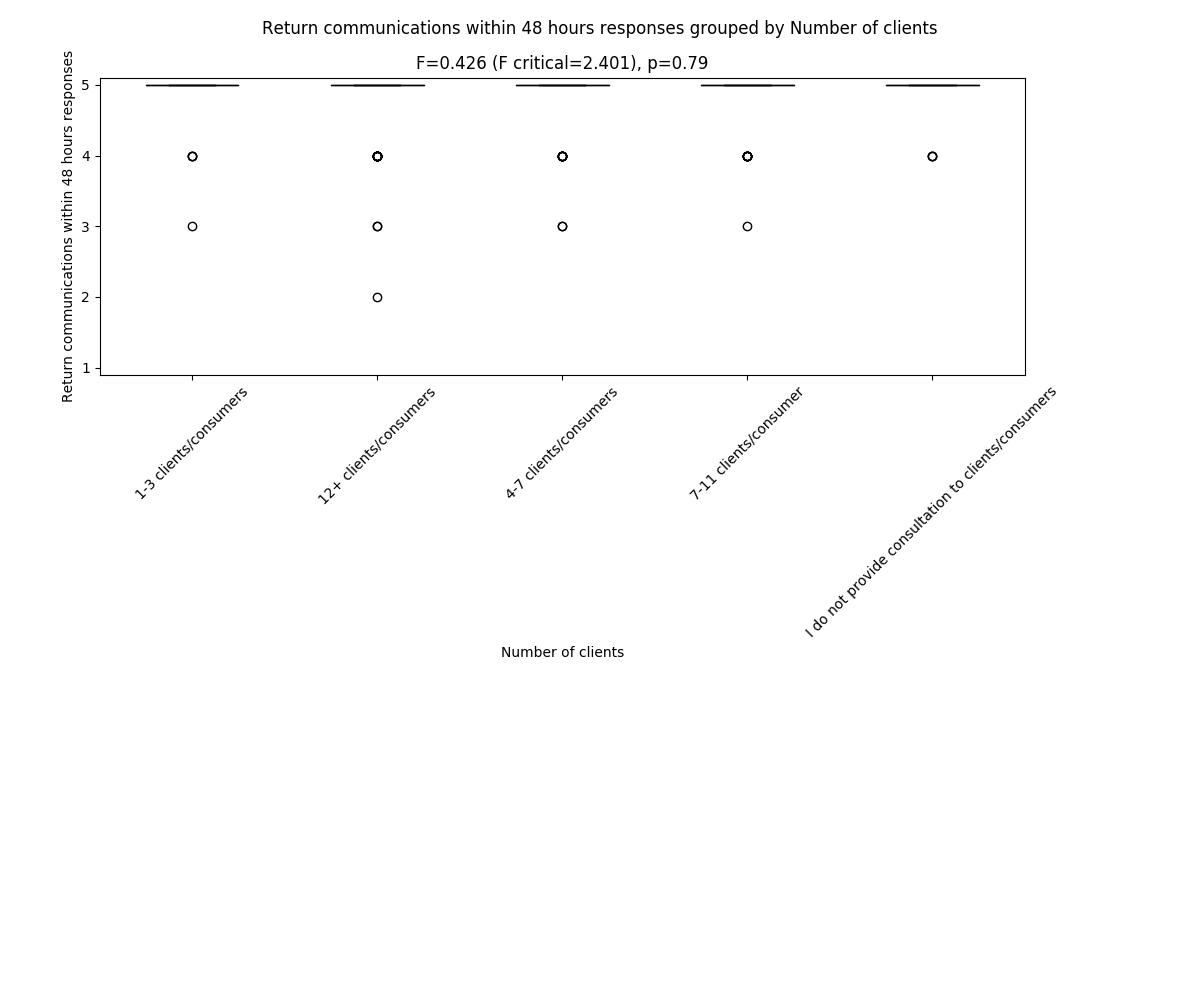 Return communications within 48 hours responses grouped by Number of clients
F=0.426 (F critical=2.401), p=0.79
Return communications within 48 hours responses
5
4
3
2
1
1-3 clients/consumers
12+ clients/consumers
4-7 clients/consumers
7-11 clients/consumer
I do not provide consultation to clients/consumers
Number of clients